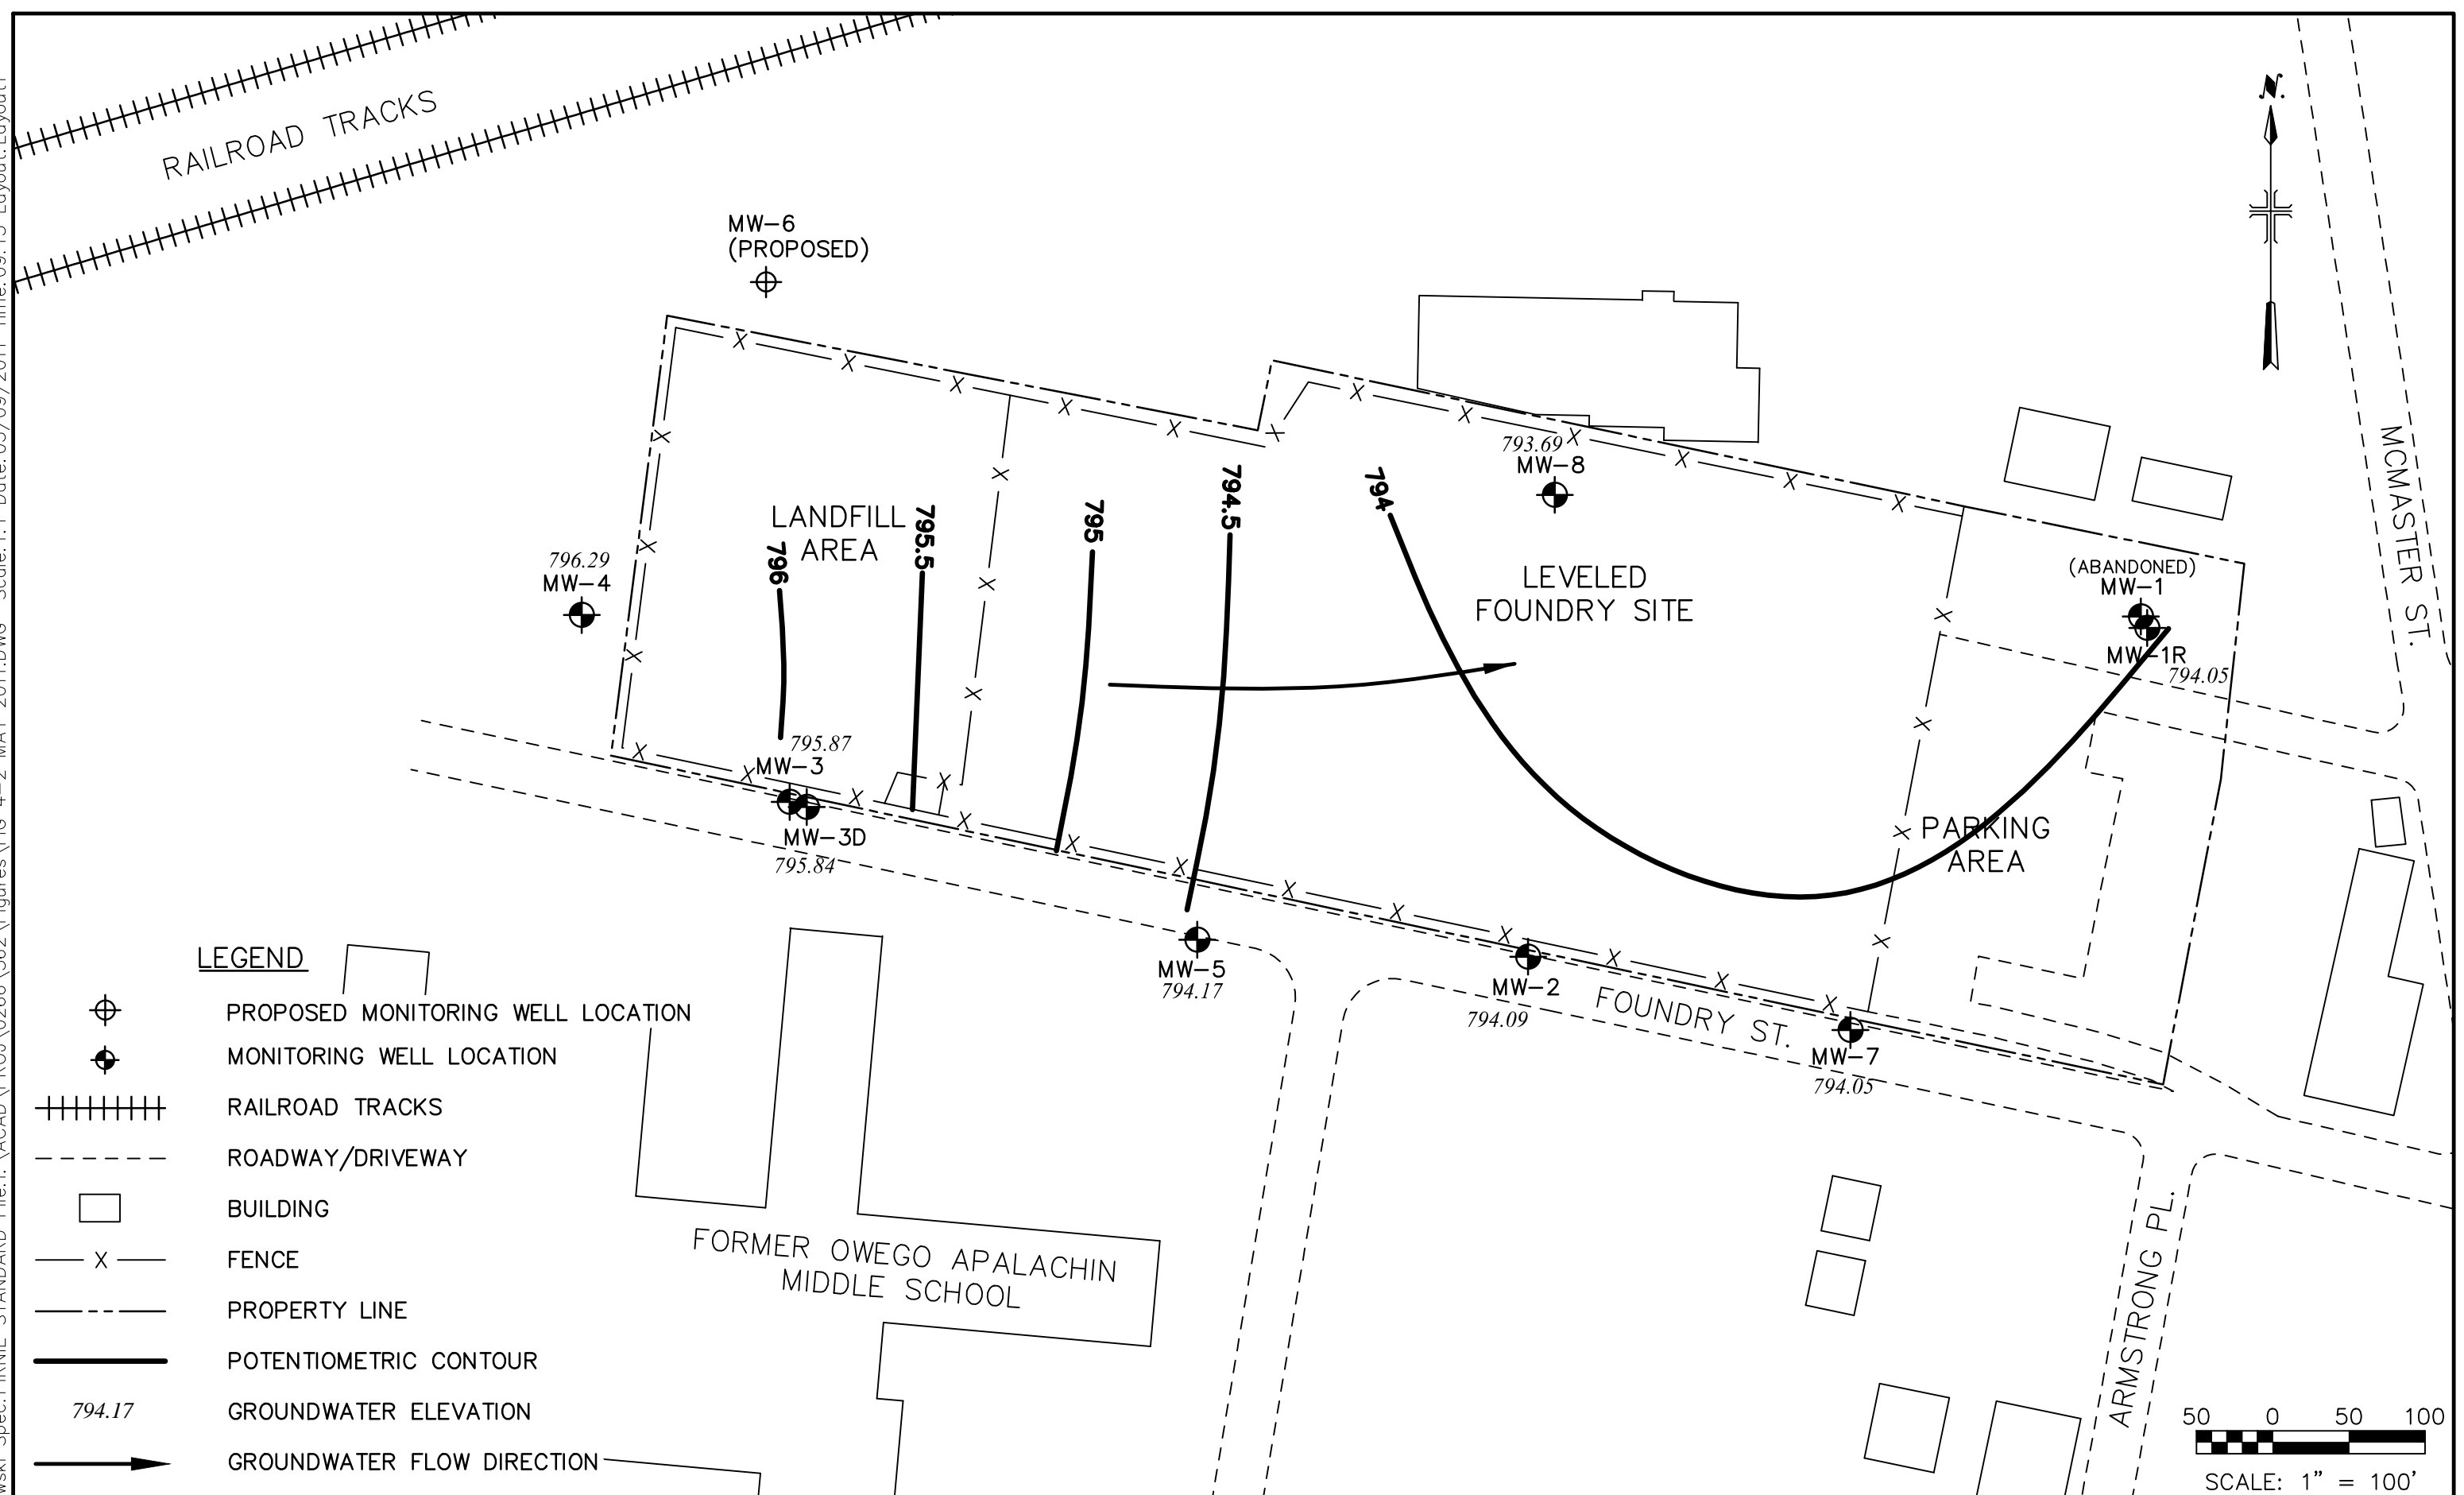 RAILROAD TRACKS
N.
MW-6
(PROPOSED)
MCMASTER ST.
793.69
MW-8
794
794.5
795
795.5
796
LANDFILL
AREA
796.29
MW-4
LEVELED
FOUNDRY SITE
(ABANDONED)
MW-1
MW-1R
794.05
795.87
MW-3
MW-3D
795.84
PARKING
AREA
MW-5
794.17
MW-2
794.09
FOUNDRY ST.
MW-7
794.05
FORMER OWEGO APALACHIN
MIDDLE SCHOOL
ARMSTRONG PL.
LEGEND
PROPOSED MONITORING WELL LOCATION
MONITORING WELL LOCATION
RAILROAD TRACKS
ROADWAY/DRIVEWAY
BUILDING
X FENCE
PROPERTY LINE
POTENTIOMETRIC CONTOUR
794.17 GROUNDWATER ELEVATION
GROUNDWATER FLOW DIRECTION
50 0 50 100
SCALE: 1" = 100'